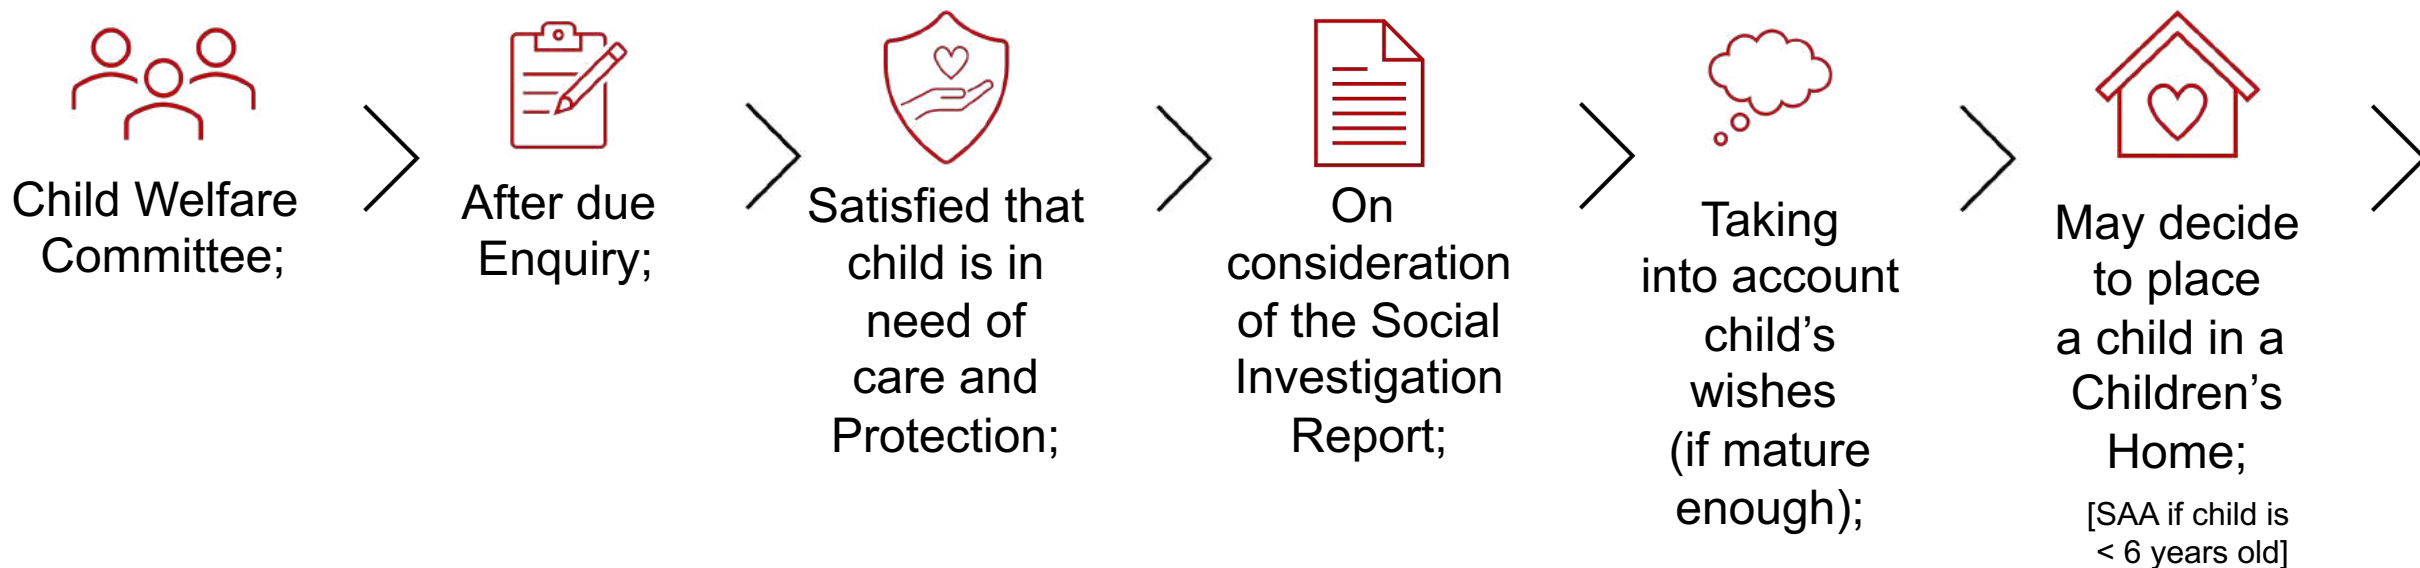 Child Welfare
Committee;
After due
Enquiry;
Satisfied that
child is in
need of
care and
Protection;
On
consideration
of the Social
Investigation
Report;
Taking
into account
child’s
wishes
(if mature
enough);
May decide
to place
a child in a
Children’s
Home;
[SAA if child is
< 6 years old]